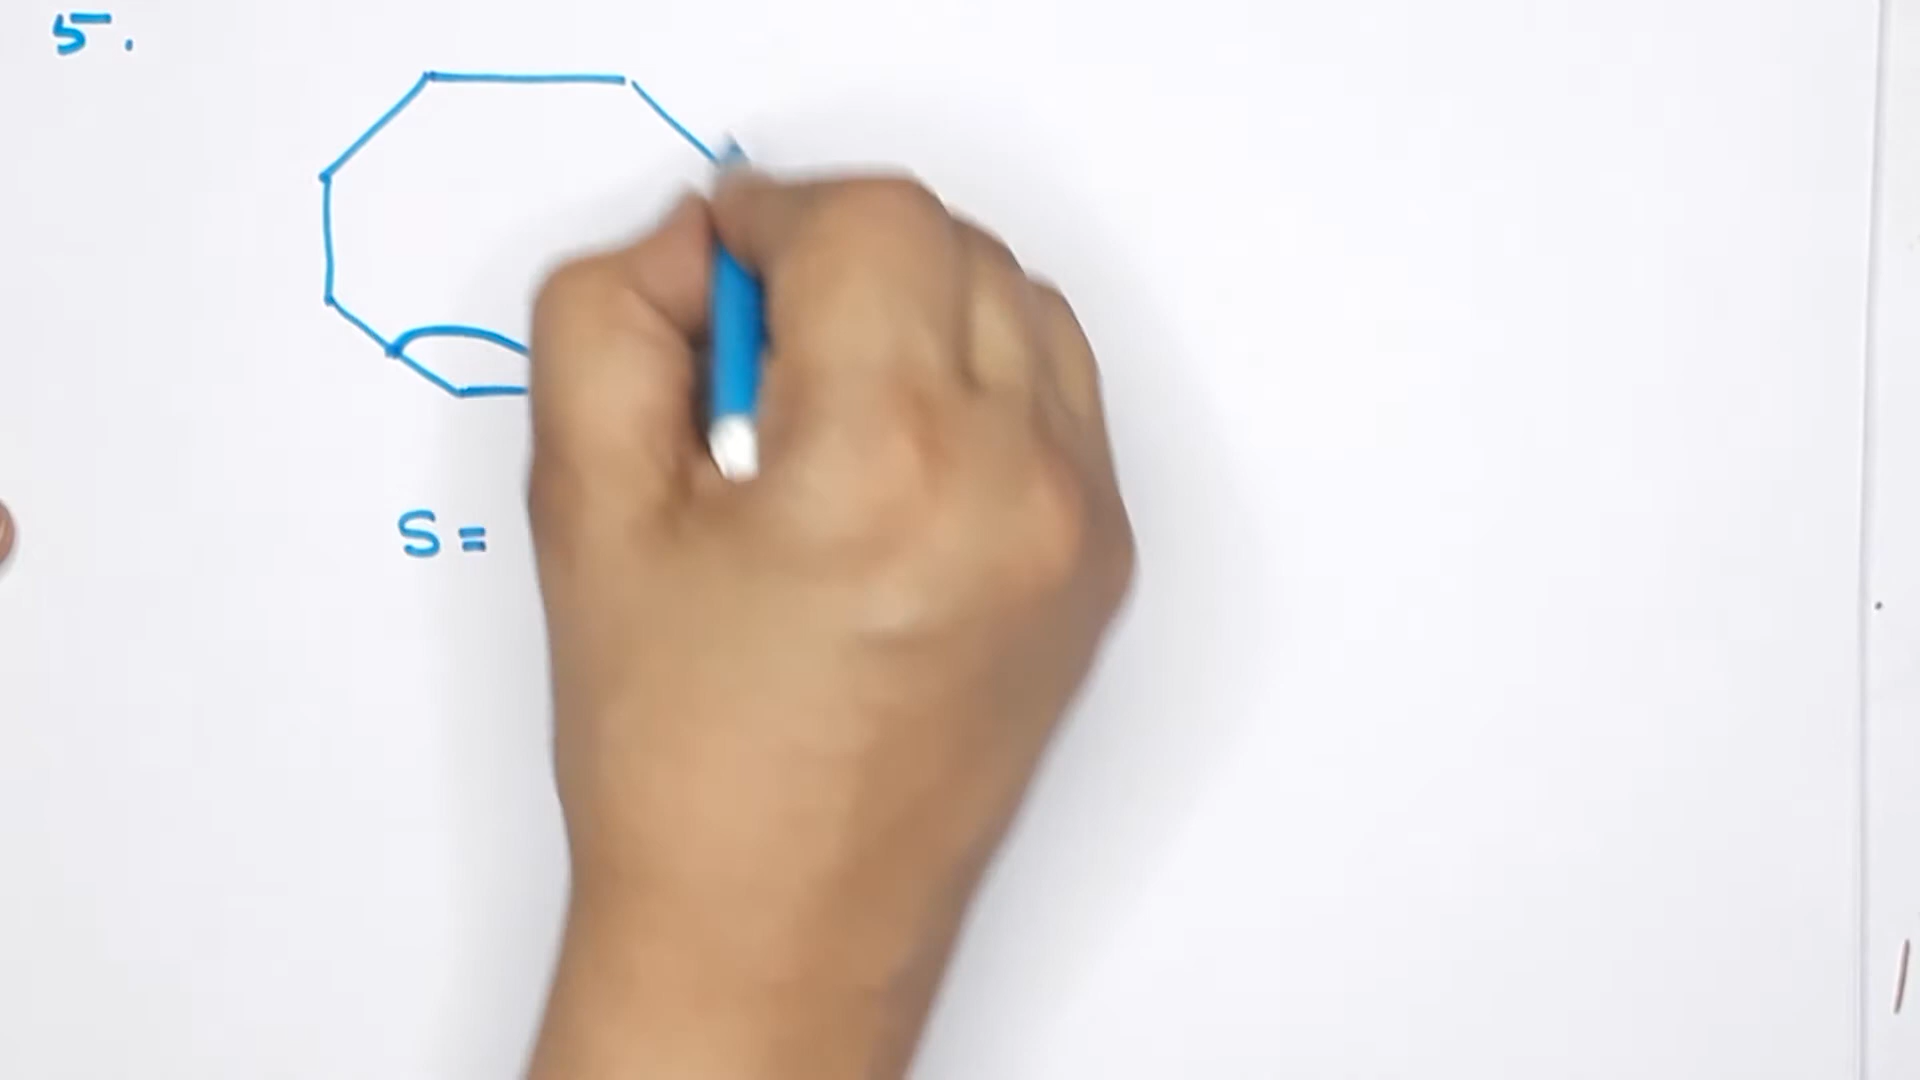 5.
S =